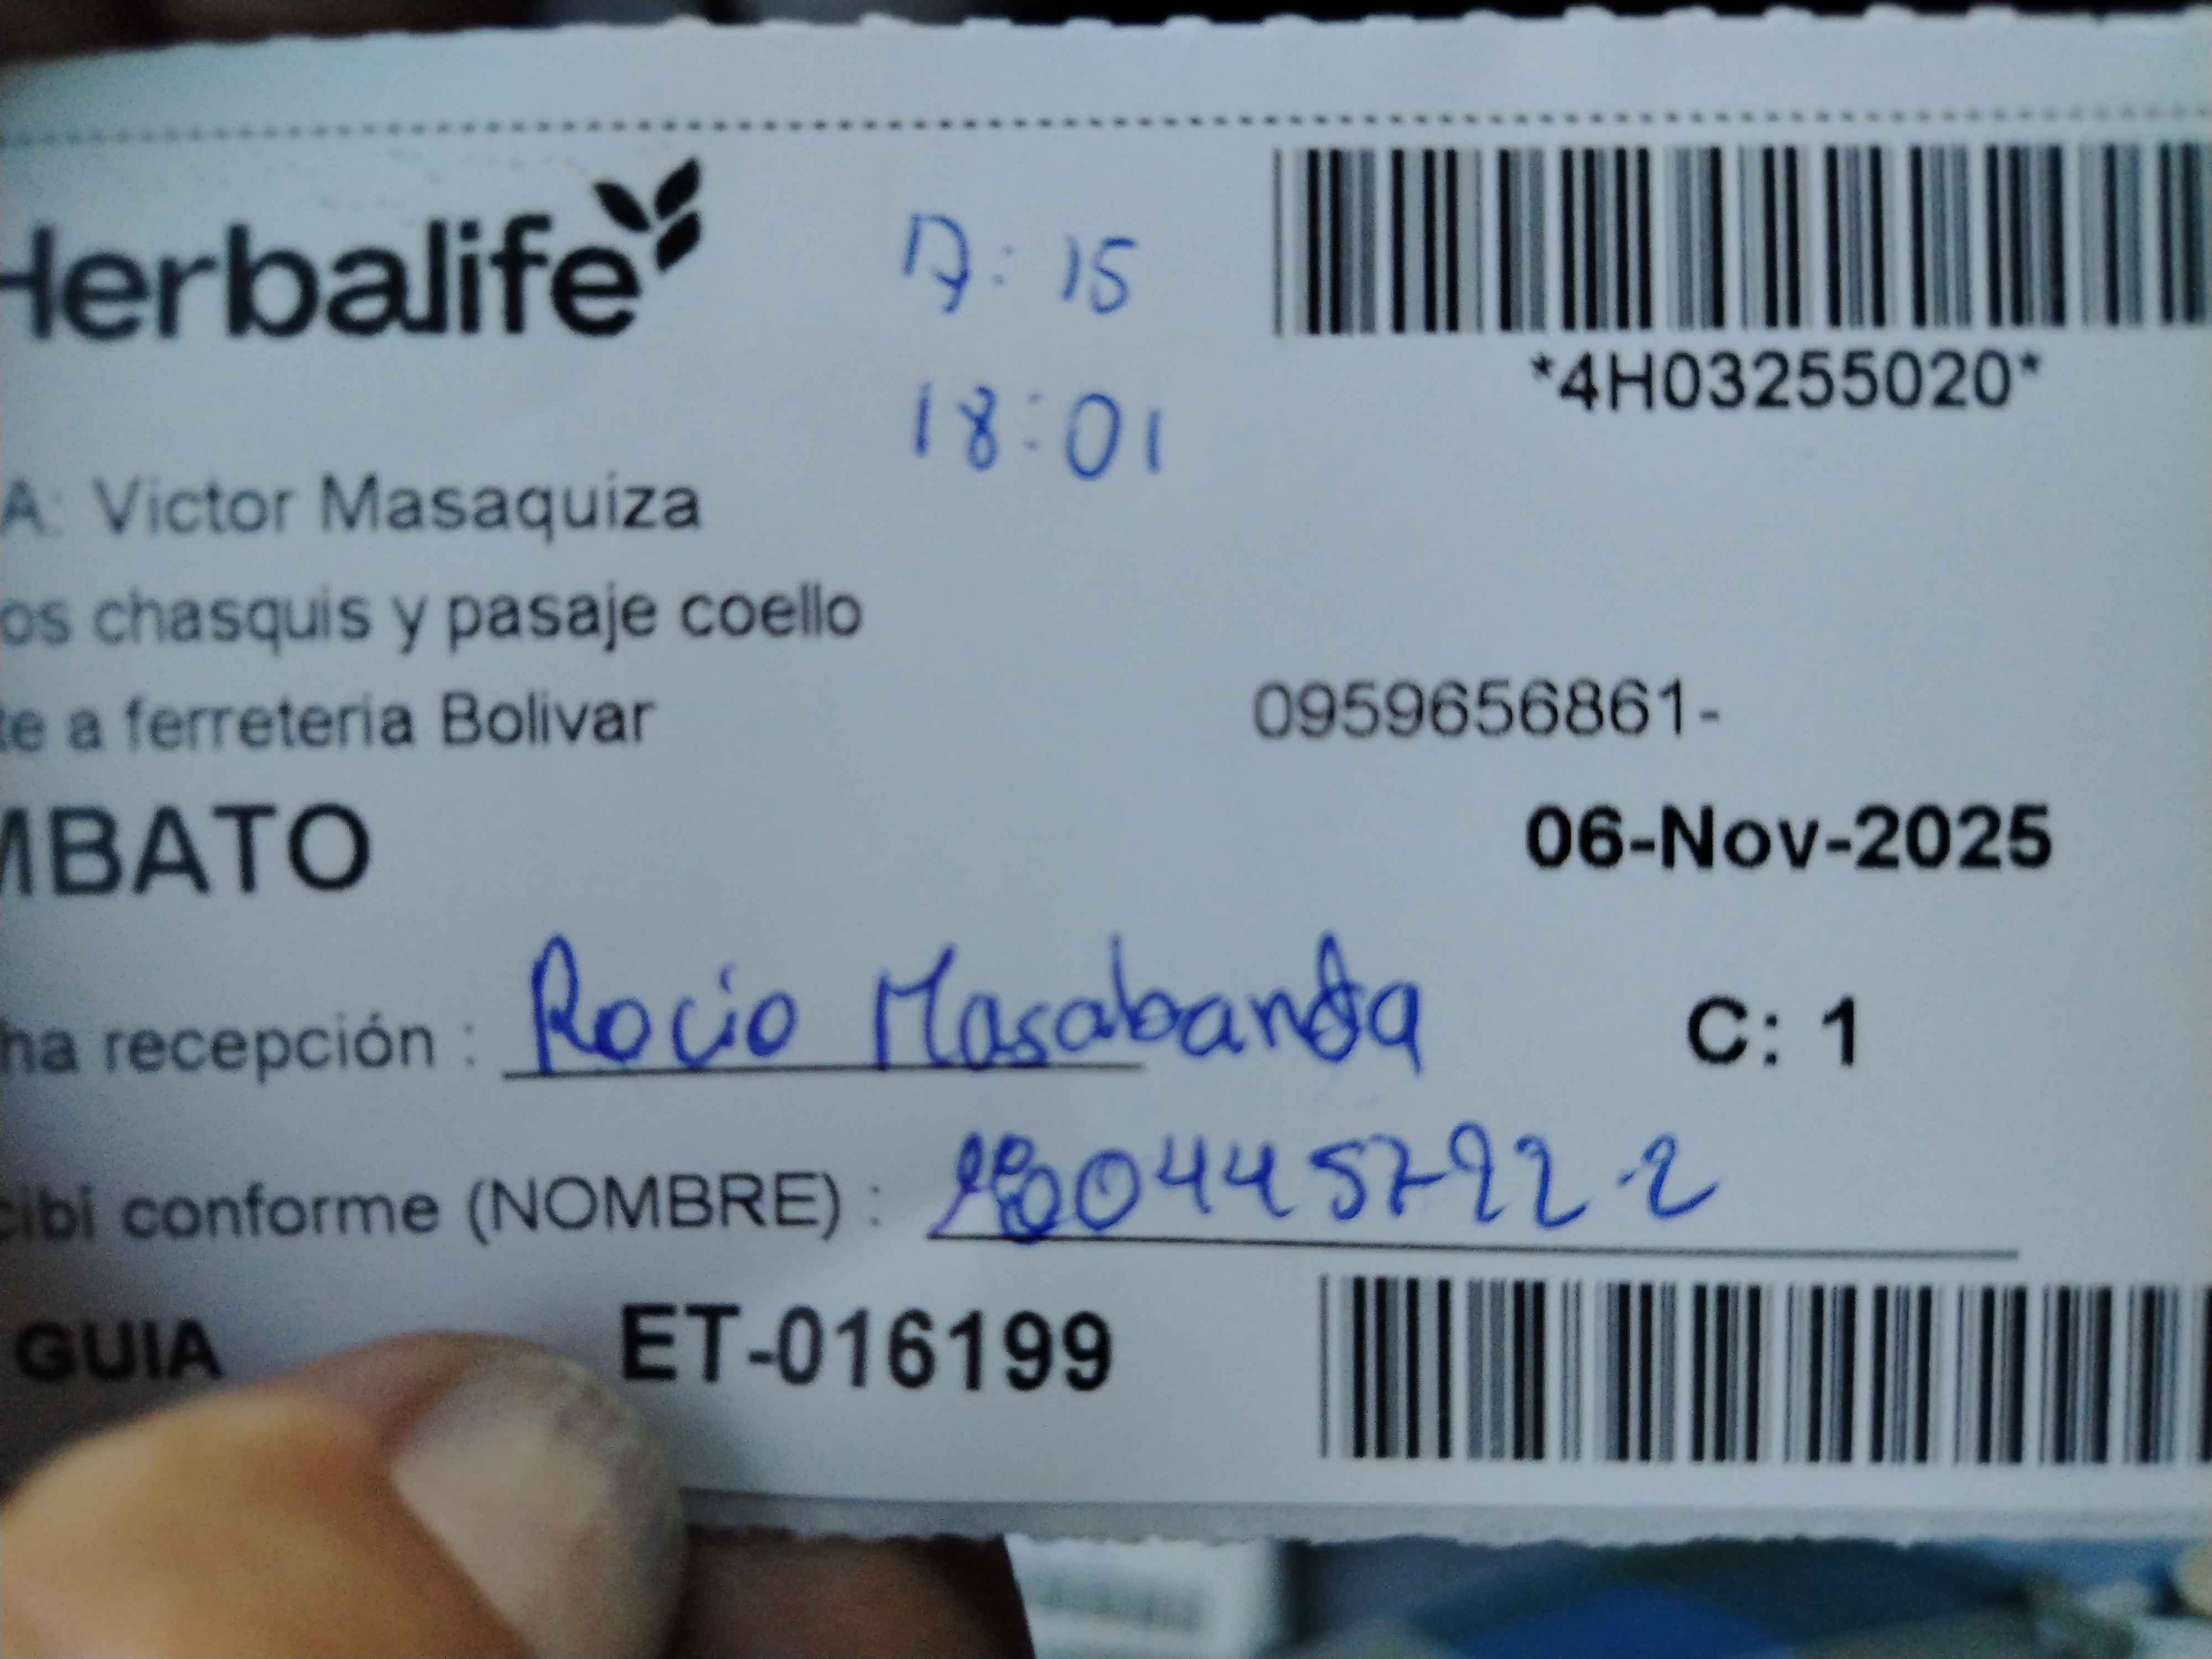 Herbalife
A: 15
18:01
*4H03255020*
A: Victor Masaquiza
os chasquis y pasaje coello
te a ferreteria Bolivar
0959656861-
MBATO
06-Nov-2025
ha recepción : Rocio Masabanda
C: 1
cibi conforme (NOMBRE) :
GUIA
ET-016199